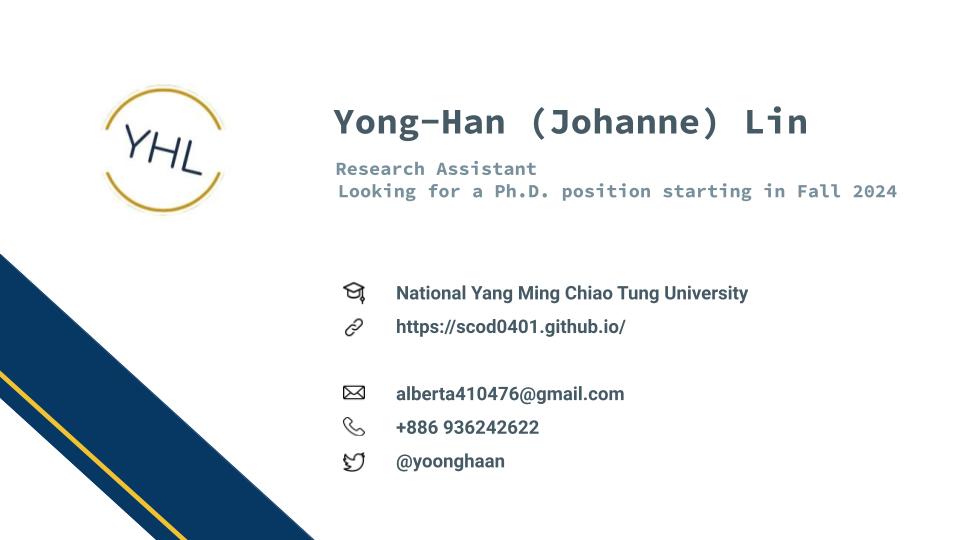 YHL
Yong-Han (Johanne) Lin
Research Assistant
Looking for a Ph.D. position starting in Fall 2024
National Yang Ming Chiao Tung University
https://scod0401.github.io/
alberta410476@gmail.com
+886 936242622
@yoonghaan